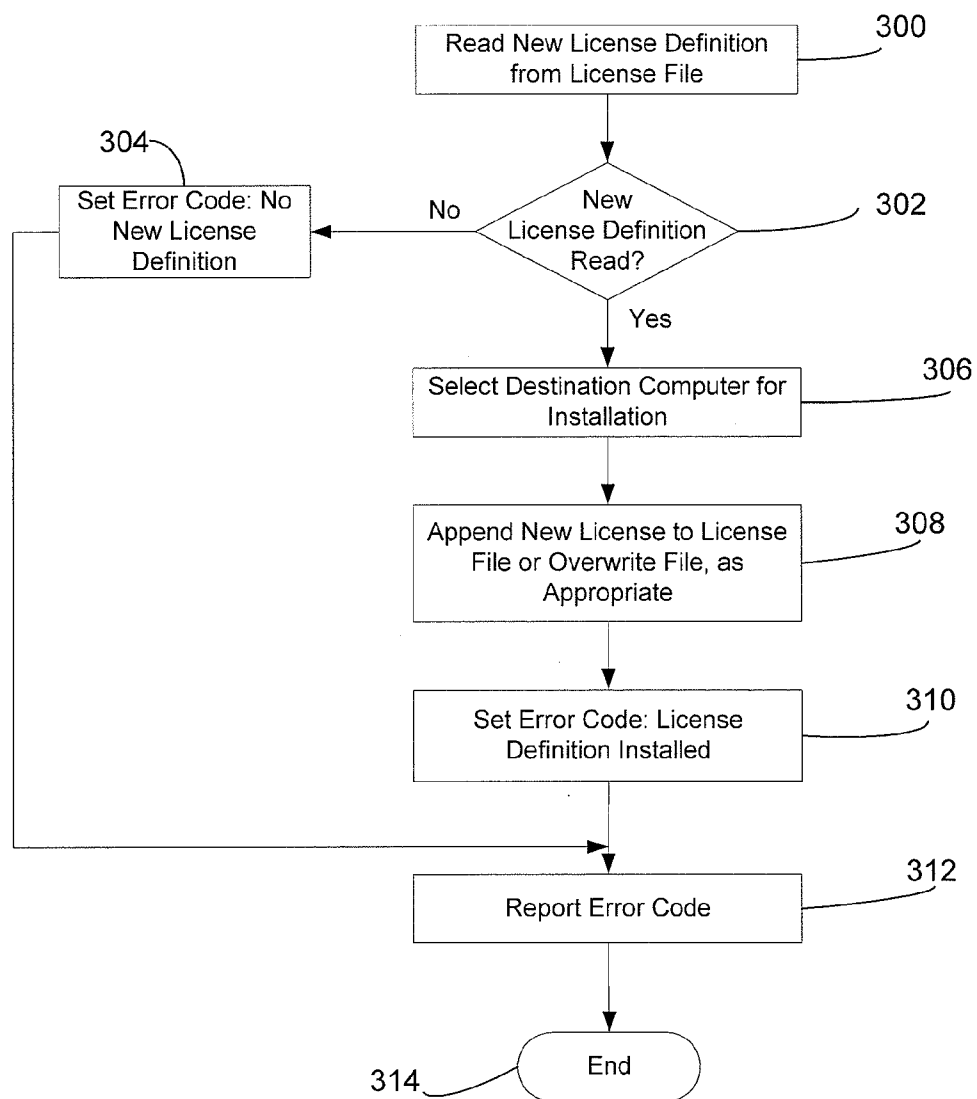 300
Read New License Definition
from License File
304
Set Error Code: No
New License
Definition
No
New
License Definition
Read?
302
Yes
306
Select Destination Computer for
Installation
308
Append New License to License
File or Overwrite File, as
Appropriate
310
Set Error Code: License
Definition Installed
312
Report Error Code
End
314